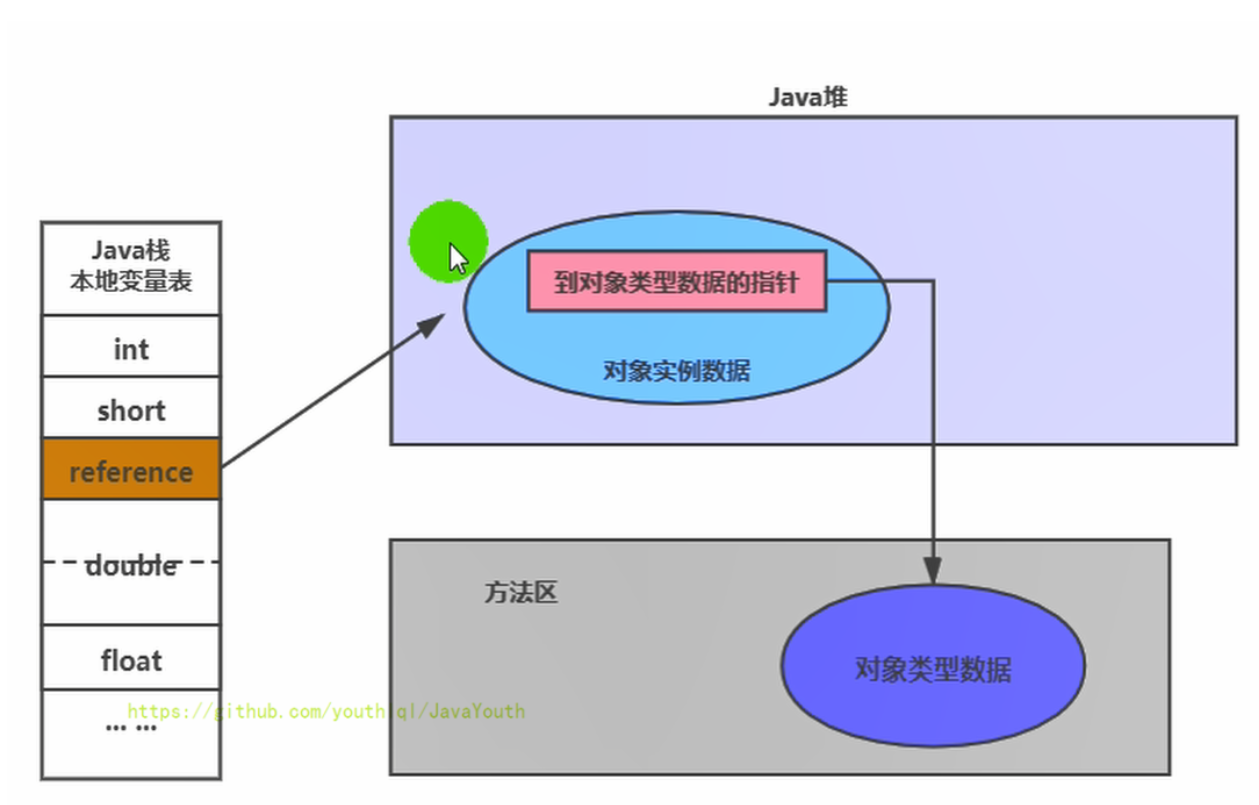 Java堆
Java栈
本地变量表
int
short
reference
double
float
... ...
到对象类型数据的指针
对象实例数据
方法区
对象类型数据
https://github.com/youthql/JavaYouth